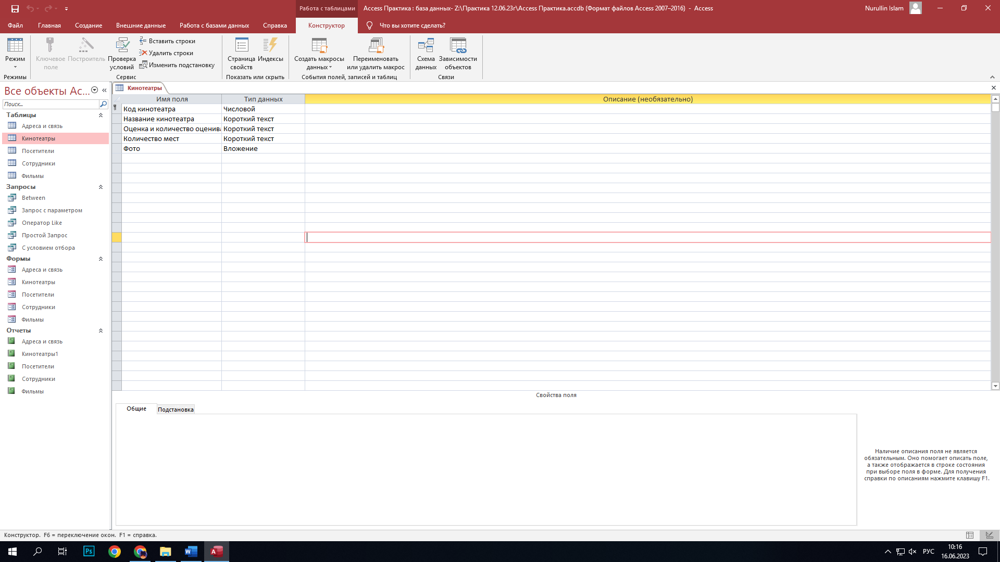 Работа с таблицами
Access Практика : база данных- Z:\Практика 12.06.23г\Access Практика.accdb (Формат файлов Access 2007–2016) - Access
Nurullin Islam
Файл Главная Создание Внешние данные Работа с базами данных Справка Конструктор Что вы хотите сделать?
Режим
Режимы
Ключевое
поле
Построитель
Проверка
условий
Вставить строки
Удалить строки
Изменить подстановку
Сервис
Страница
свойств
Индексы
Показать или скрыть
Создать макросы
данных
Переименовать
или удалить макрос
События полей, записей и таблиц
Схема
данных
Зависимости
объектов
Связи
Все объекты Ac...
Поиск...
Таблицы
Адреса и связь
Кинотеатры
Посетители
Сотрудники
Фильмы
Запросы
Between
Запрос с параметром
Оператор Like
Простой Запрос
С условием отбора
Формы
Адреса и связь
Кинотеатры
Посетители
Сотрудники
Фильмы
Отчеты
Адреса и связь
Кинотеатры1
Посетители
Сотрудники
Фильмы
Кинотеатры
Имя поля Тип данных Описание (необязательно)
Код кинотеатра Числовой
Название кинотеатра Короткий текст
Оценка и количество оценив Короткий текст
Количество мест Короткий текст
Фото Вложение
Свойства поля
Общие Подстановка
Наличие описания поля не является
обязательным. Оно помогает описать поле,
а также отображается в строке состояния
при выборе поля в форме. Для получения
справки по описаниям нажмите клавишу F1.
Конструктор. F6 = переключение окон. F1 = справка.
Ps
РУС
10:16
16.06.2023